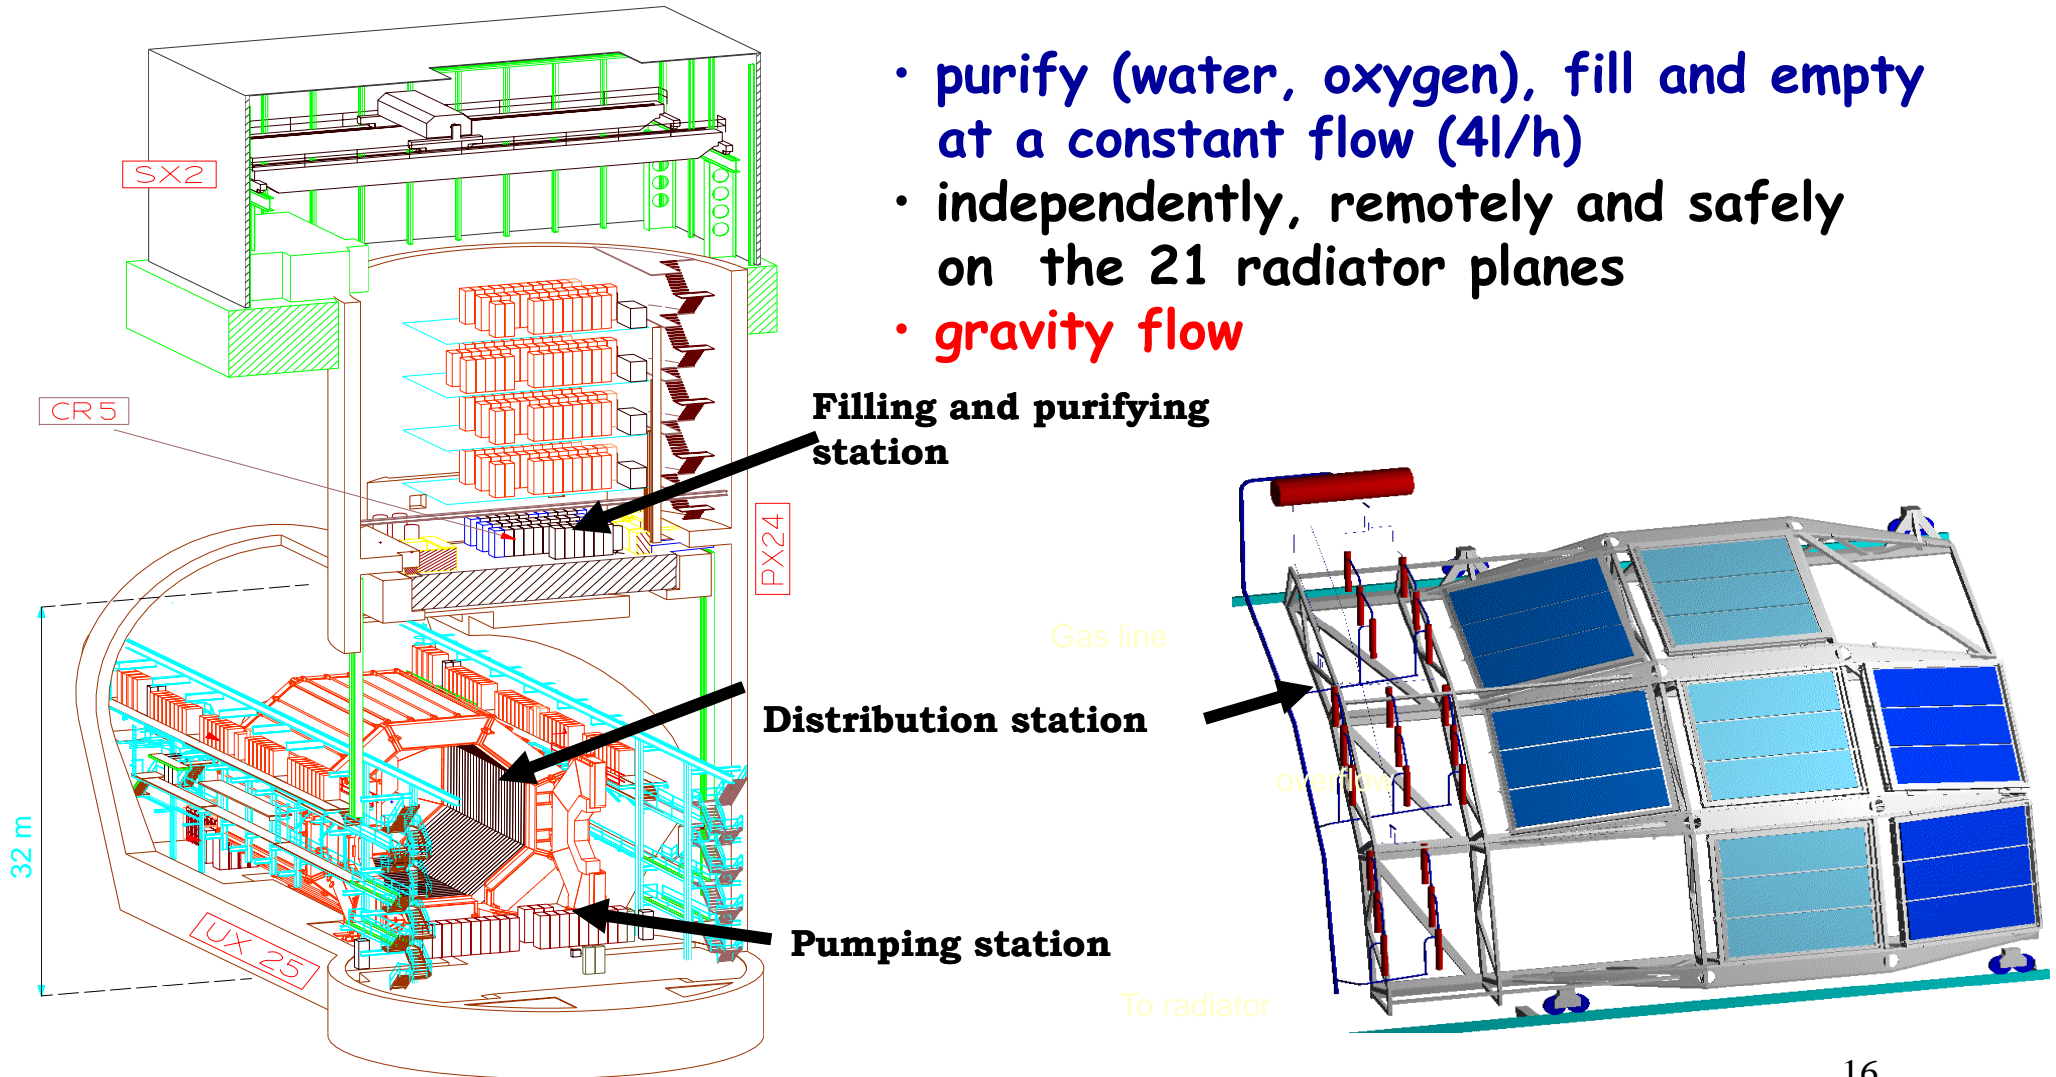 • purify (water, oxygen), fill and empty
at a constant flow (4l/h)
• independently, remotely and safely
on the 21 radiator planes
• gravity flow
SX2
CR5
Filling and purifying
station
PX24
Gas line
Distribution station
overflow
32 m
UX 25
Pumping station
To radiator
16